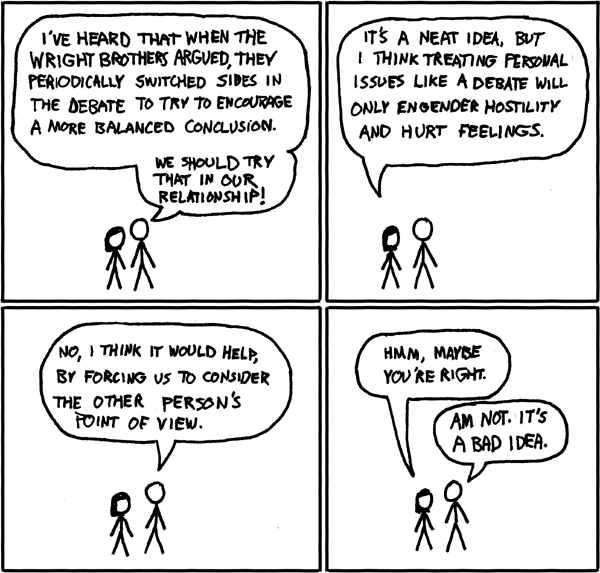 I'VE HEARD THAT WHEN THE
WRIGHT BROTHERS ARGUED, THEY
PERIODICALLY SWITCHED SIDES IN
THE DEBATE TO TRY TO ENCOURAGE
A MORE BALANCED CONCLUSION.
WE SHOULD TRY
THAT IN OUR
RELATIONSHIP!
IT'S A NEAT IDEA, BUT
I THINK TREATING PERSONAL
ISSUES LIKE A DEBATE WILL
ONLY ENGENDER HOSTILITY
AND HURT FEELINGS.
NO, I THINK IT WOULD HELP,
BY FORCING US TO CONSIDER
THE OTHER PERSON'S
POINT OF VIEW.
HMM, MAYBE
YOU'RE RIGHT.
AM NOT. IT'S
A BAD IDEA.